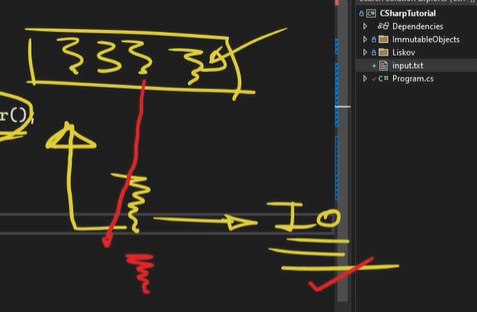 CSharpTutorial
Dependencies
ImmutableObjects
Liskov
input.txt
Program.cs
r();
IO